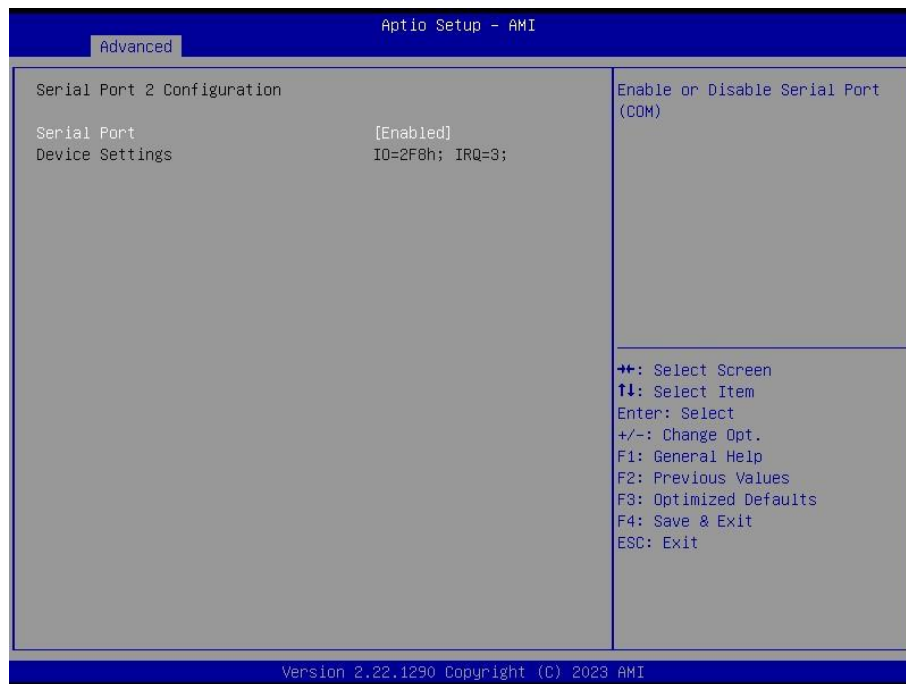 Aptio Setup – AMI
Advanced
Serial Port 2 Configuration
Serial Port [Enabled]
Device Settings IO=2F8h; IRQ=3;
Enable or Disable Serial Port
(COM)
→←: Select Screen
↑↓: Select Item
Enter: Select
+/-: Change Opt.
F1: General Help
F2: Previous Values
F3: Optimized Defaults
F4: Save & Exit
ESC: Exit
Version 2.22.1290 Copyright (C) 2023 AMI